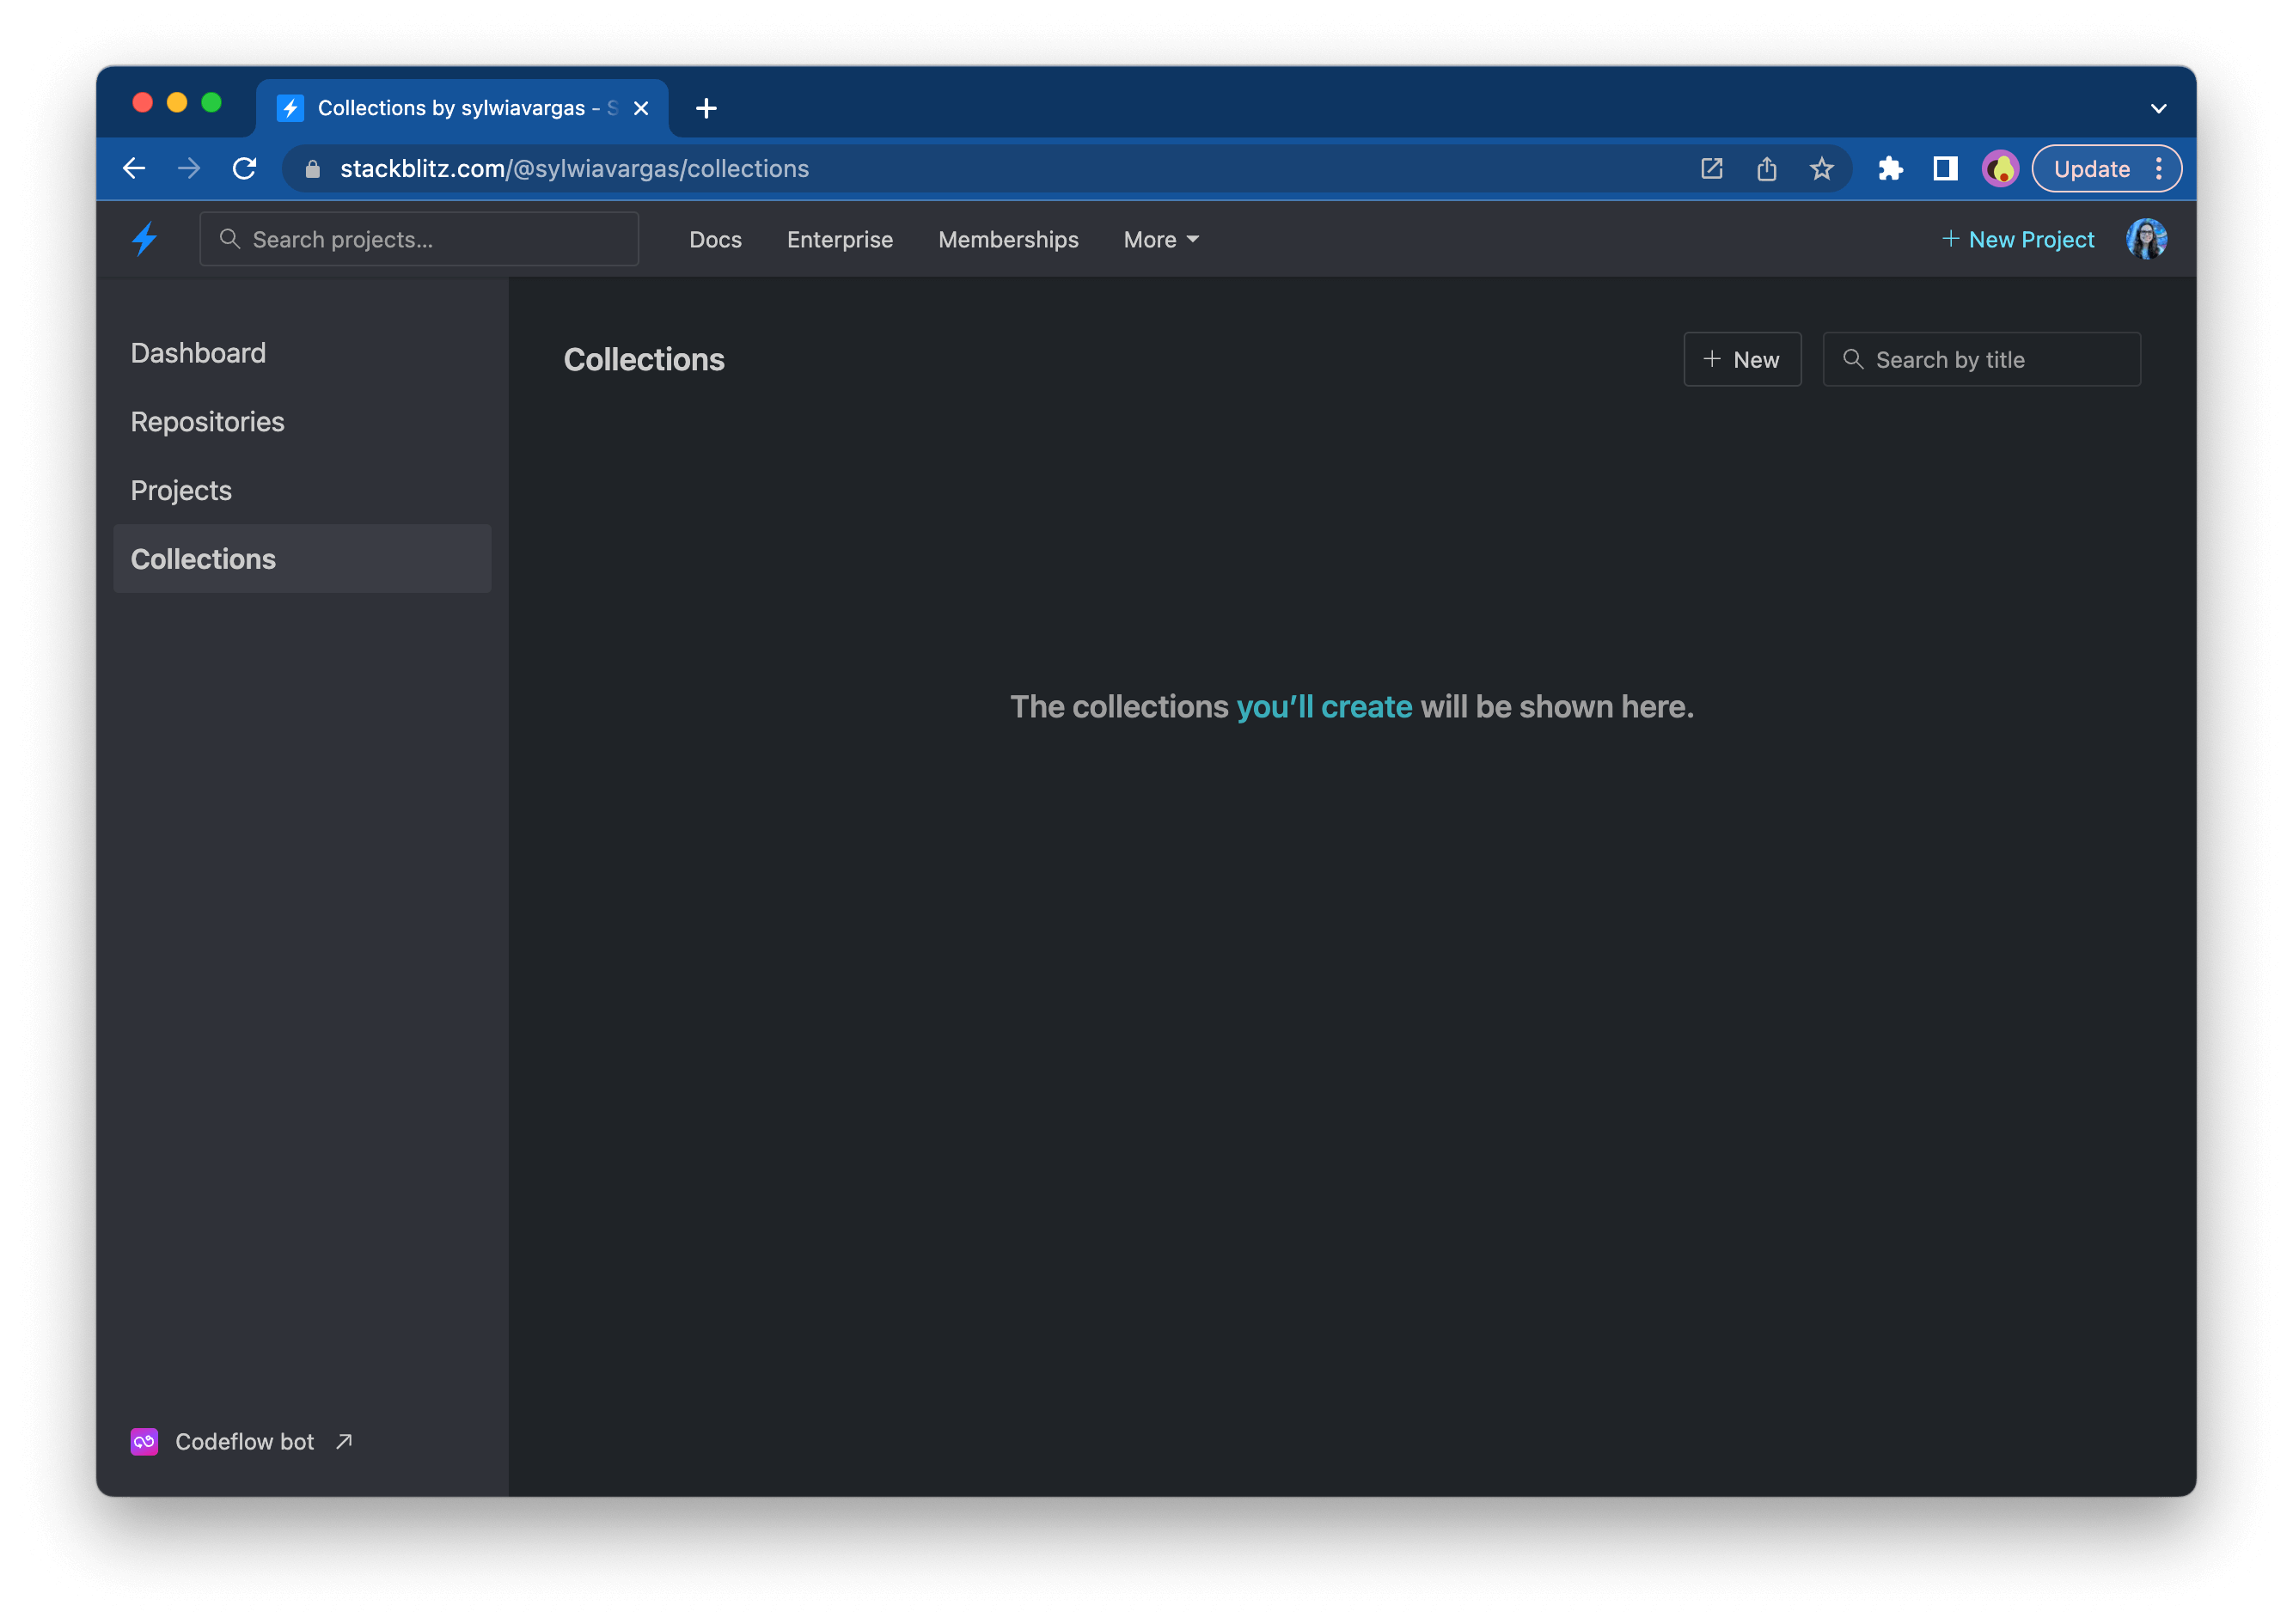 Collections by sylwiavargas - S
stackblitz.com/@sylwiavargas/collections
Update
Search projects...
Docs
Enterprise
Memberships
More
+ New Project
Dashboard
Repositories
Projects
Collections
Collections
+ New
Search by title
The collections you’ll create will be shown here.
Codeflow bot